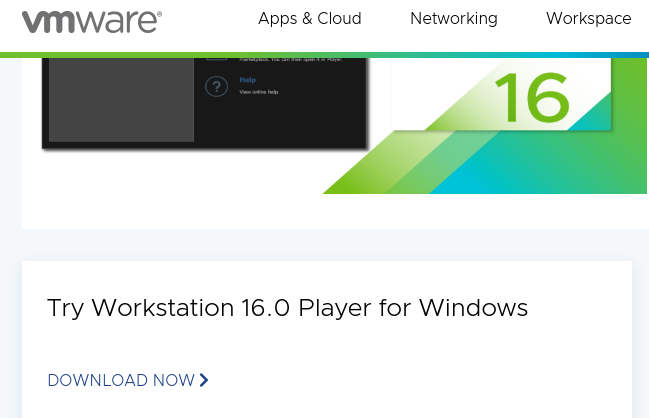 vmware®
Apps & Cloud Networking Workspace
marketplace. You can then open it in Player.
Help
View online help.
16
Try Workstation 16.0 Player for Windows
DOWNLOAD NOW